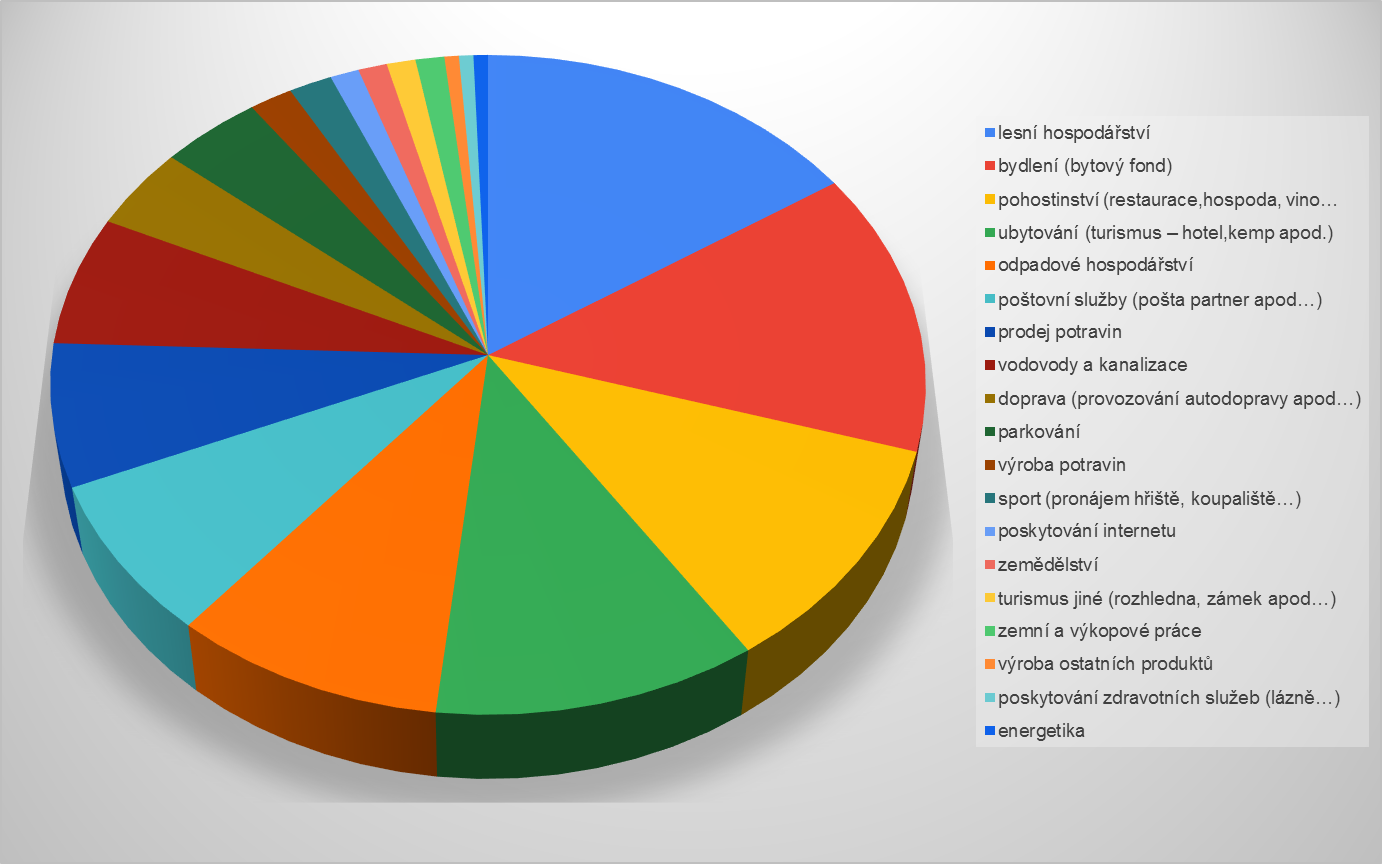 lesní hospodářství
bydlení (bytový fond)
pohostinství (restaurace,hospoda, vino…
ubytování (turismus – hotel,kemp apod.)
odpadové hospodářství
poštovní služby (pošta partner apod…)
prodej potravin
vodovody a kanalizace
doprava (provozování autodopravy apod…)
parkování
výroba potravin
sport (pronájem hřiště, koupaliště…)
poskytování internetu
zemědělství
turismus jiné (rozhledna, zámek apod…)
zemní a výkopové práce
výroba ostatních produktů
poskytování zdravotních služeb (lázně…)
energetika